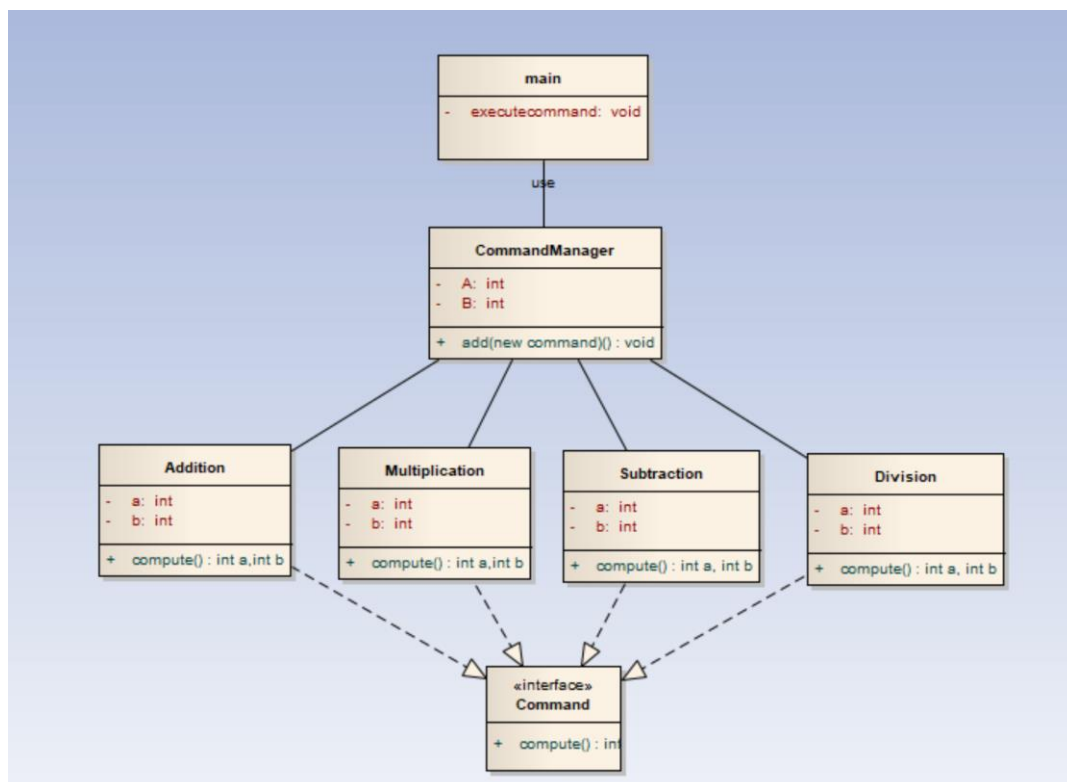 main
- executecommand: void
use
CommandManager
- A: int
- B: int
+ add(new command)() : void
Addition
- a: int
- b: int
+ compute() : int a,int b
Multiplication
- a: int
- b: int
+ compute() : int a,int b
Subtraction
- a: int
- b: int
+ compute() : int a, int b
Division
- a: int
- b: int
+ compute() : int a, int b
«interface»
Command
+ compute() : int